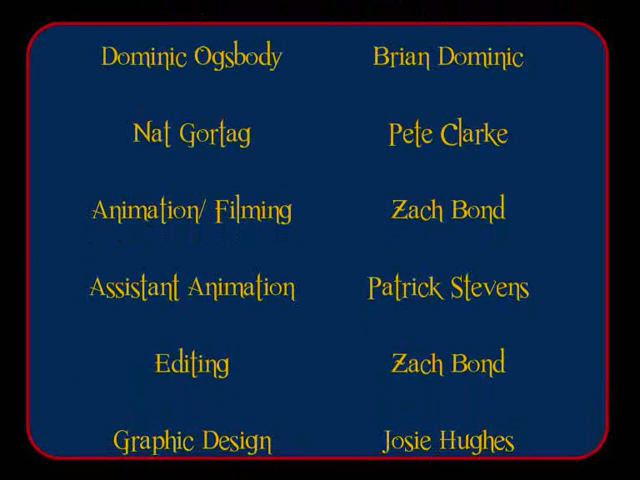 Dominic Ogsbody Brian Dominic
Nat Gortag Pete Clarke
Animation/ Filming Zach Bond
Assistant Animation Patrick Stevens
Editing Zach Bond
Graphic Design Josie Hughes